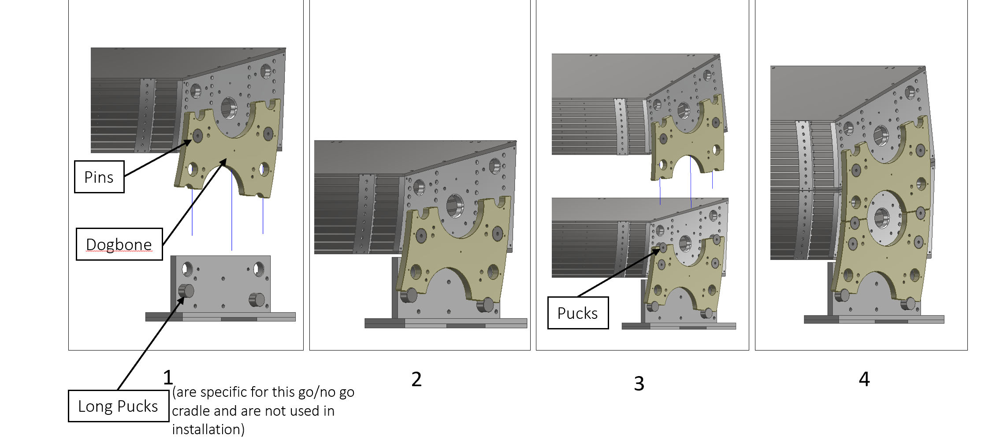 Pins
Dogbone
Pucks
1
2
3
4
Long Pucks
(are specific for this go/no go
cradle and are not used in
installation)